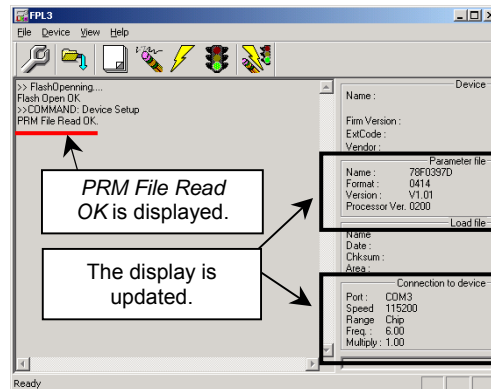 FPL3
File Device View Help
>> FlashOpenning....
Flash Open OK
>>COMMAND: Device Setup
PRM File Read OK.
PRM File Read
OK is displayed.
The display is
updated.
Device
Name :
Firm Version :
ExtCode :
Vendor :
Parameter file
Name : 78F0397D
Format : 0414
Version : V1.01
Processor Ver. 0200
Load file
Name
Date :
Chksum :
Area :
Connection to device
Port : COM3
Speed 115200
Range Chip
Freq. : 6.00
Multiply : 1.00
Ready